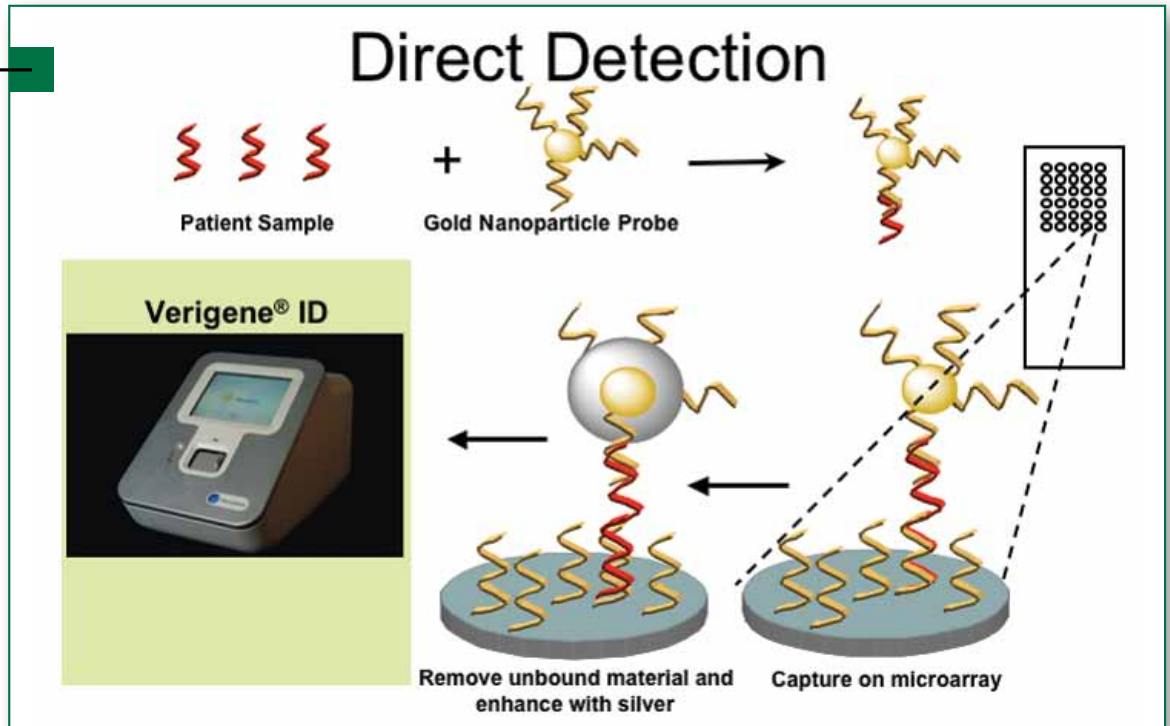 Direct Detection
+
Patient Sample
Gold Nanoparticle Probe
Verigene® ID
Remove unbound material and
enhance with silver
Capture on microarray